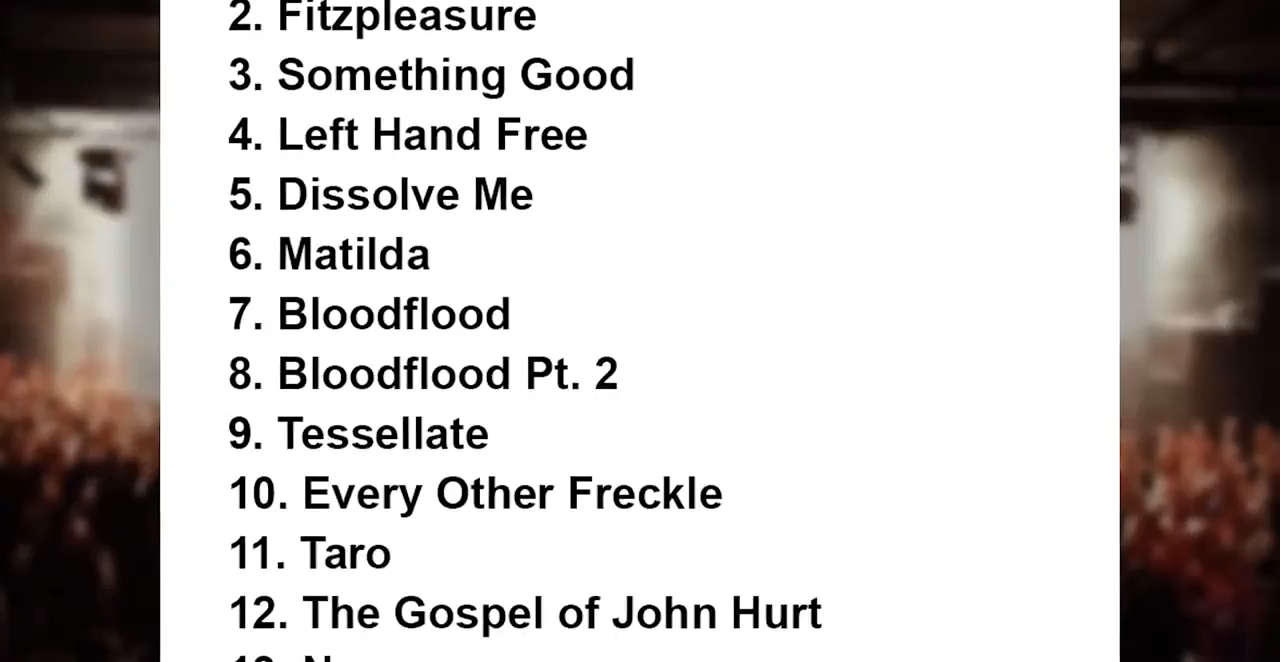 2. Fitzpleasure
3. Something Good
4. Left Hand Free
5. Dissolve Me
6. Matilda
7. Bloodflood
8. Bloodflood Pt. 2
9. Tessellate
10. Every Other Freckle
11. Taro
12. The Gospel of John Hurt